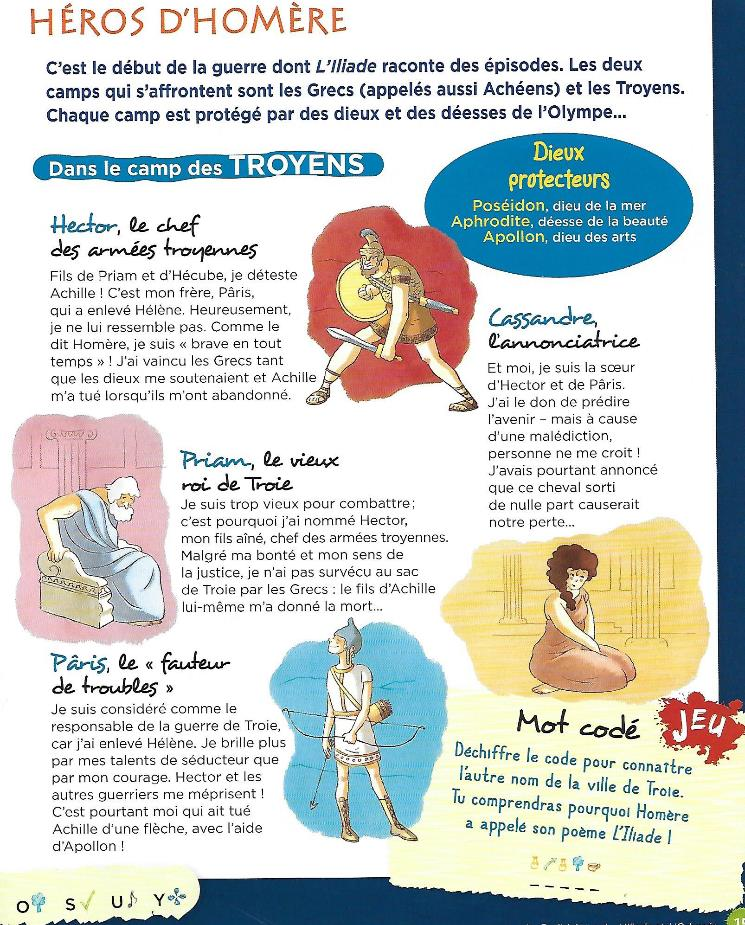 HÉROS D'HOMÈRE
C'est le début de la guerre dont L'Iliade raconte des épisodes. Les deux
camps qui s'affrontent sont les Grecs (appelés aussi Achéens) et les Troyens.
Chaque camp est protégé par des dieux et des déesses de l'Olympe...
Dans le camp des TROYENS
Dieux
protecteurs
Poséidon, dieu de la mer
Aphrodite, déesse de la beauté
Apollon, dieu des arts
Hector, le chef
des armées troyennes
Fils de Priam et d'Hécube, je déteste
Achille ! C'est mon frère, Pâris,
qui a enlevé Hélène. Heureusement,
je ne lui ressemble pas. Comme le
dit Homère, je suis « brave en tout
temps » ! J'ai vaincu les Grecs tant
que les dieux me soutenaient et Achille
m'a tué lorsqu'ils m'ont abandonné.
Cassandre,
l'annonciatrice
Et moi, je suis la sœur
d'Hector et de Pâris.
J'ai le don de prédire
l'avenir – mais à cause
d'une malédiction,
personne ne me croit !
J'avais pourtant annoncé
que ce cheval sorti
de nulle part causerait
notre perte...
Priam, le vieux
roi de Troie
Je suis trop vieux pour combattre ;
c'est pourquoi j'ai nommé Hector,
mon fils aîné, chef des armées troyennes.
Malgré ma bonté et mon sens de
la justice, je n'ai pas survécu au sac
de Troie par les Grecs : le fils d'Achille
lui-même m'a donné la mort...
Pâris, le « fauteur
de troubles »
Je suis considéré comme le
responsable de la guerre de Troie,
car j'ai enlevé Hélène. Je brille plus
par mes talents de séducteur que
par mon courage. Hector et les
autres guerriers me méprisent !
C'est pourtant moi qui ait tué
Achille d'une flèche, avec l'aide
d'Apollon !
Mot codé
JEU
Déchiffre le code pour connaître
l'autre nom de la ville de Troie.
Tu comprendras pourquoi Homère
a appelé son poème L'Iliade !
_ _ _ _ _
O S U Y